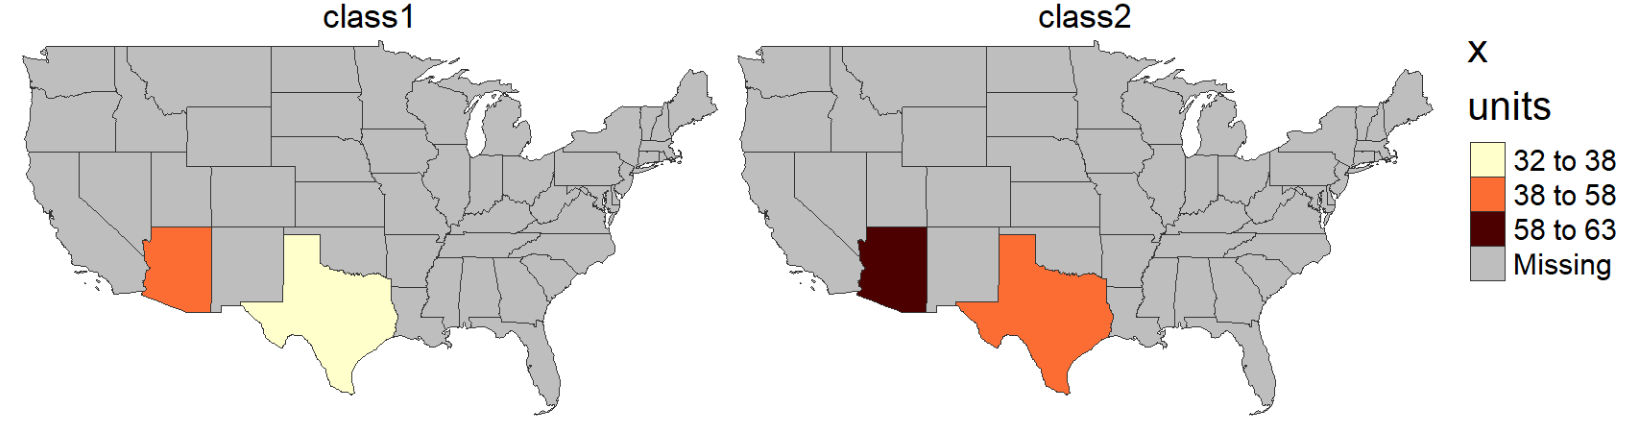 class1
class2
x
units
32 to 38
38 to 58
58 to 63
Missing